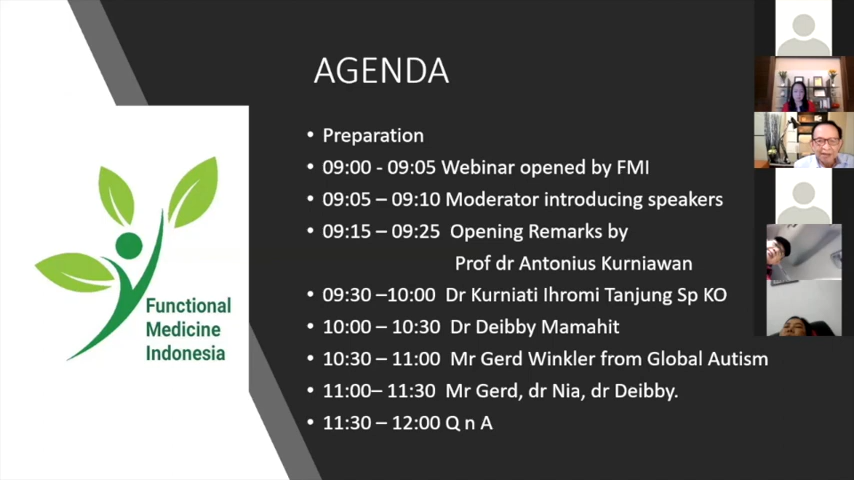 AGENDA
• Preparation
• 09:00 - 09:05 Webinar opened by FMI
• 09:05 – 09:10 Moderator introducing speakers
• 09:15 – 09:25 Opening Remarks by
Prof dr Antonius Kurniawan
• 09:30 –10:00 Dr Kurniati Ihromi Tanjung Sp KO
• 10:00 – 10:30 Dr Deibby Mamahit
• 10:30 – 11:00 Mr Gerd Winkler from Global Autism
• 11:00– 11:30 Mr Gerd, dr Nia, dr Deibby.
• 11:30 – 12:00 Q n A
Functional
Medicine
Indonesia